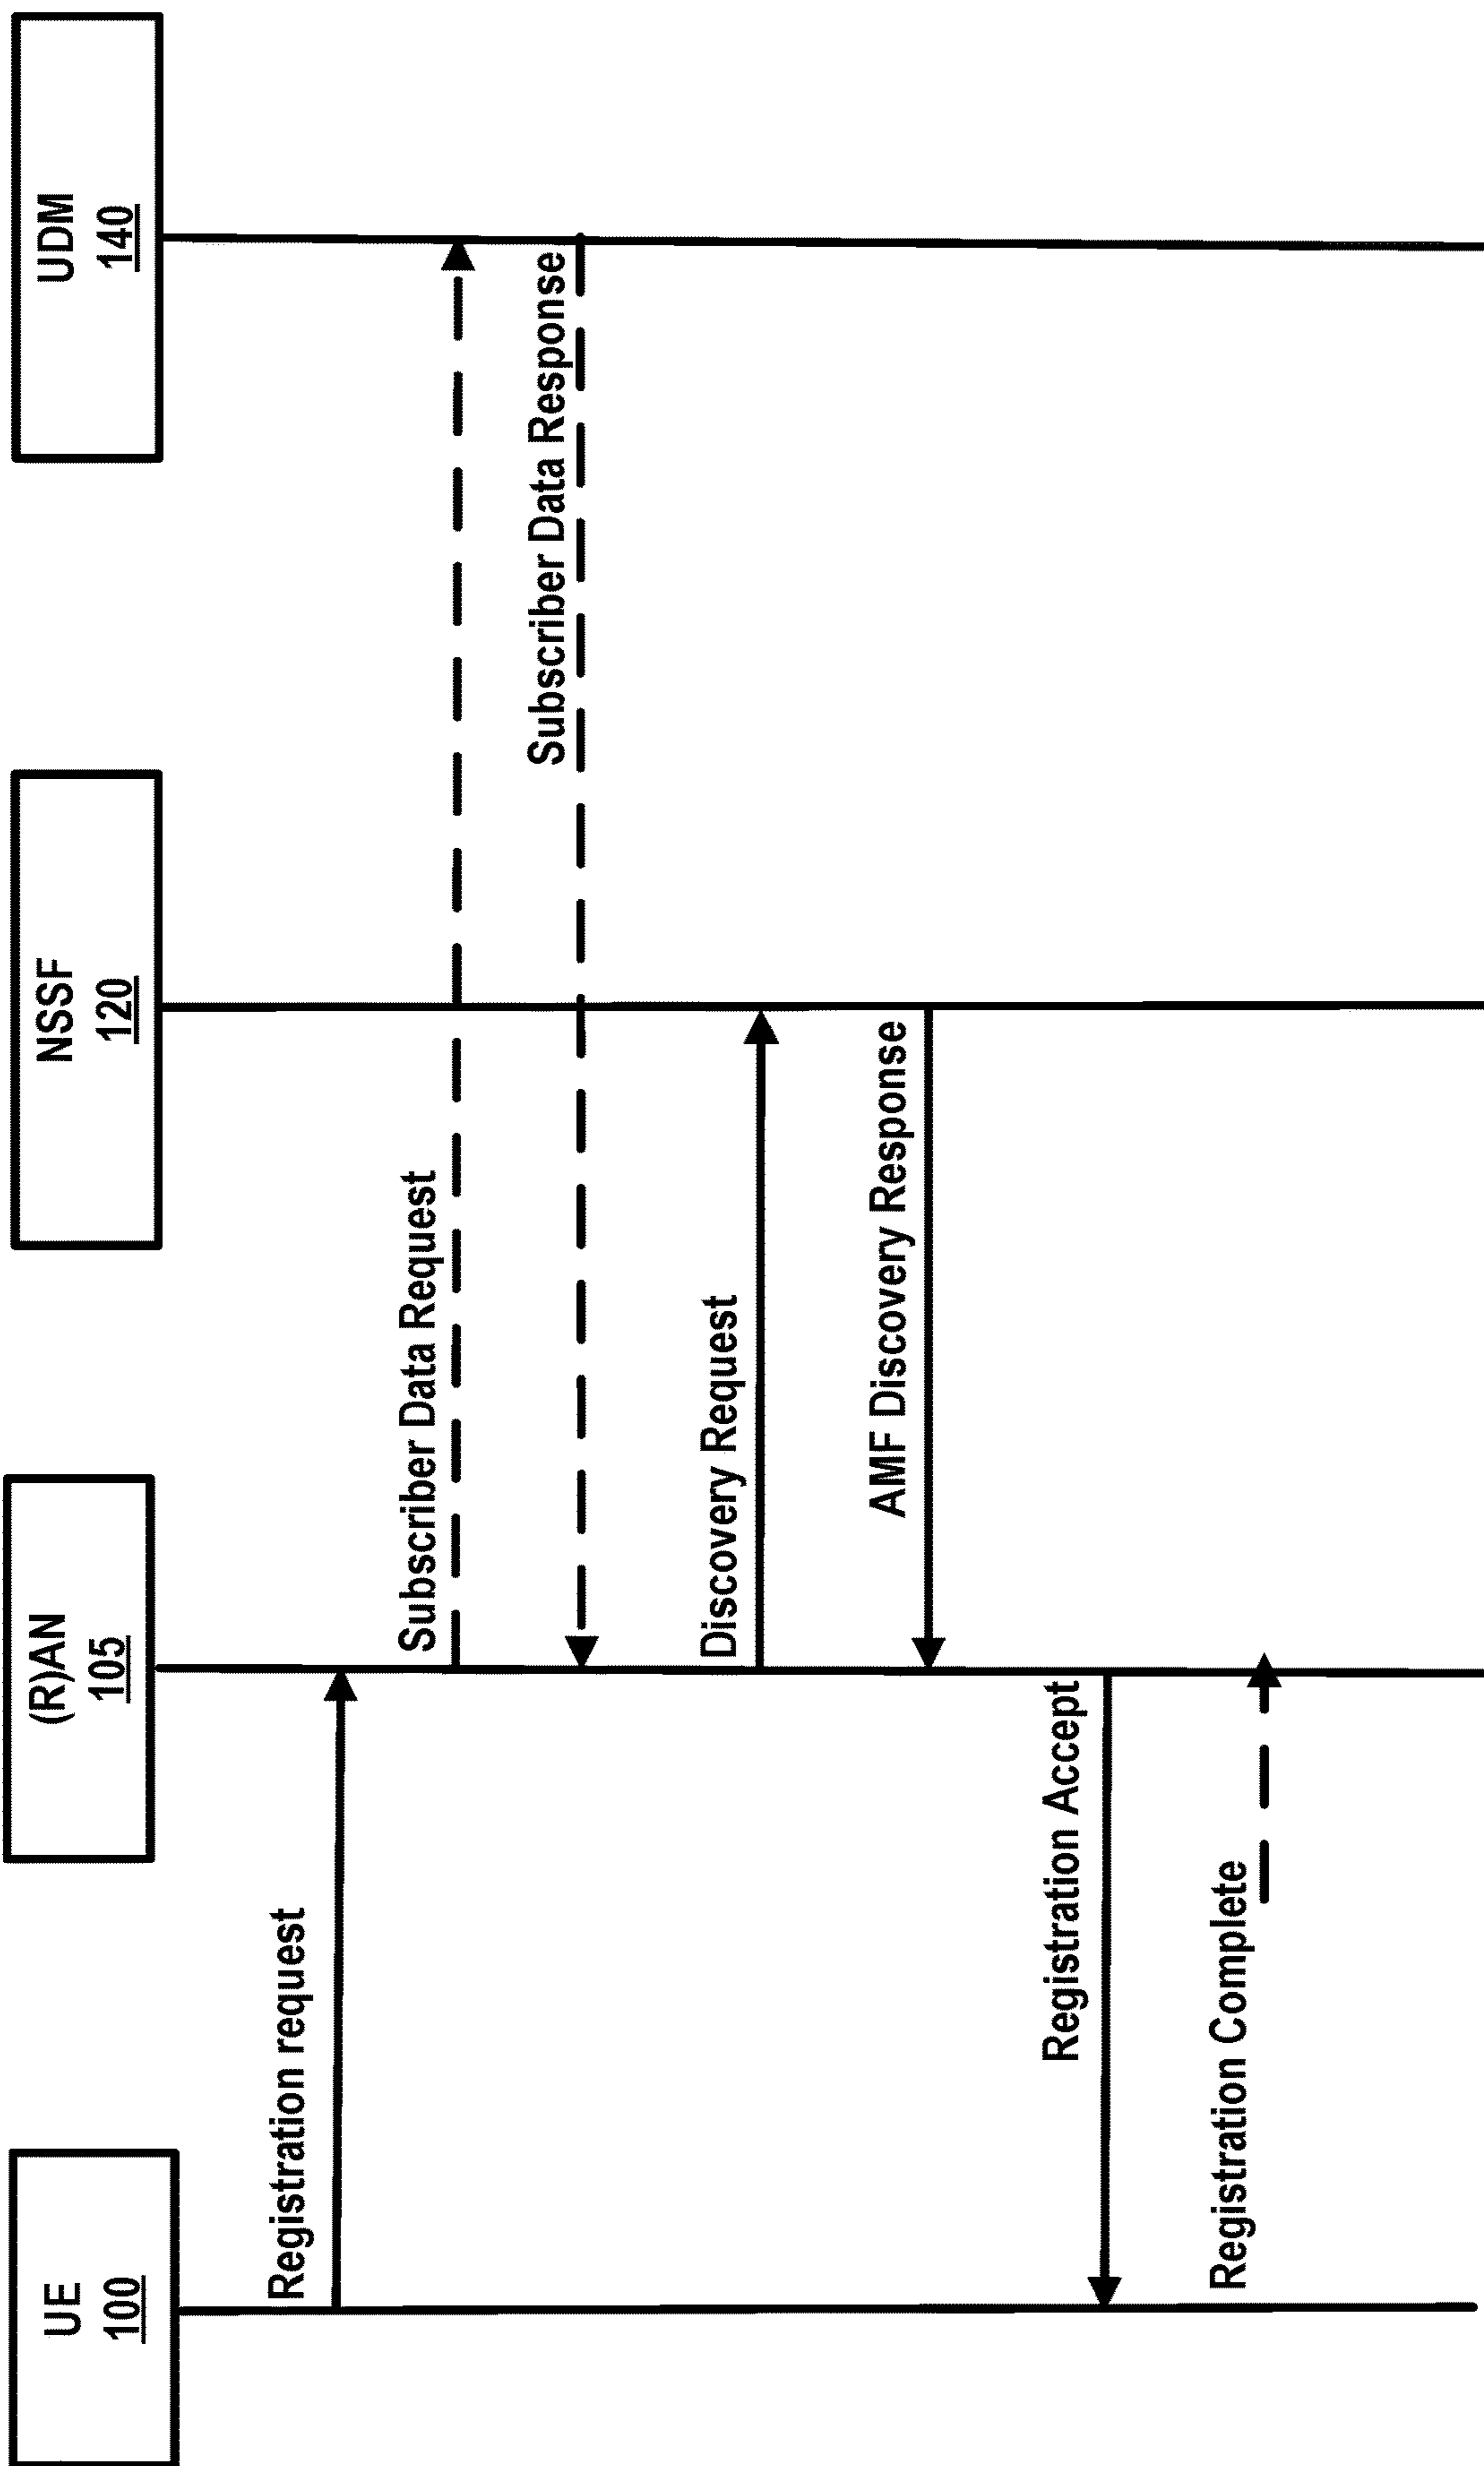 UE
100
(R)AN
105
NSSF
120
UDM
140
Registration request
Subscriber Data Request
Subscriber Data Response
Discovery Request
AMF Discovery Response
Registration Accept
Registration Complete